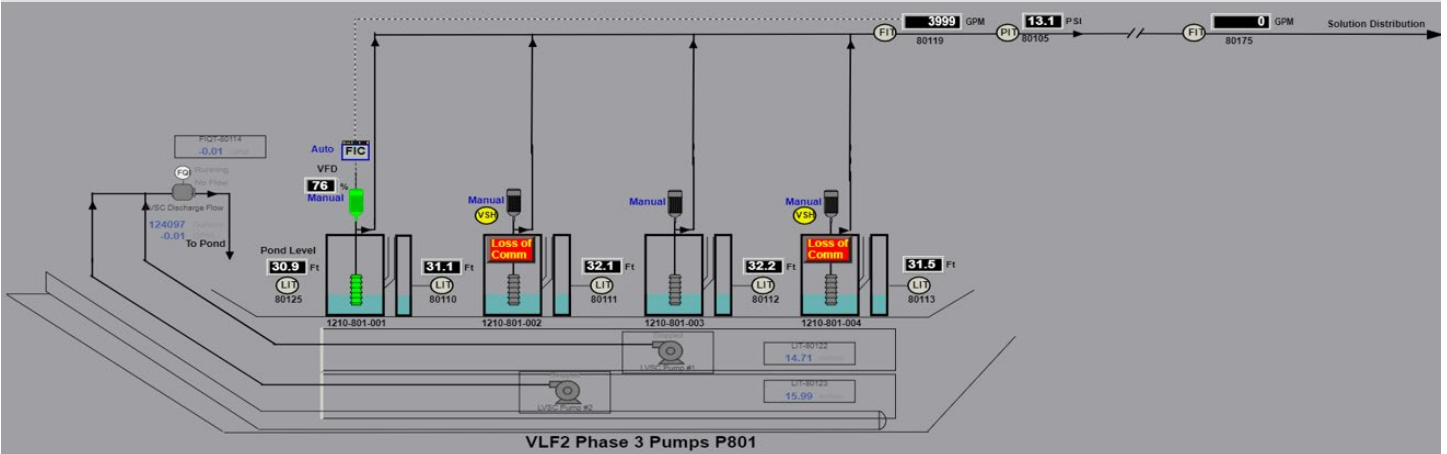 3999 GPM
13.1 PSI
0 GPM
Solution Distribution
FIT
80119
PIT
80105
FIT
80175
FIQT-80114
-0.01
Auto
FIC
FQI
Running
No Flow
VFD
76 %
Manual
Manual
VSH
Manual
Manual
VSH
VSC Discharge Flow
124097
-0.01
To Pond
Pond Level
30.9 Ft
LIT
80125
Loss of
Comm
Loss of
Comm
31.1 Ft
LIT
80110
32.1 Ft
LIT
80111
32.2 Ft
LIT
80112
31.5 Ft
LIT
80113
1210-801-001
1210-801-002
1210-801-003
1210-801-004
Stopped
LVSC Pump #1
LIT-80122
14.71
Stopped
LVSC Pump #2
LIT-80123
15.99
VLF2 Phase 3 Pumps P801